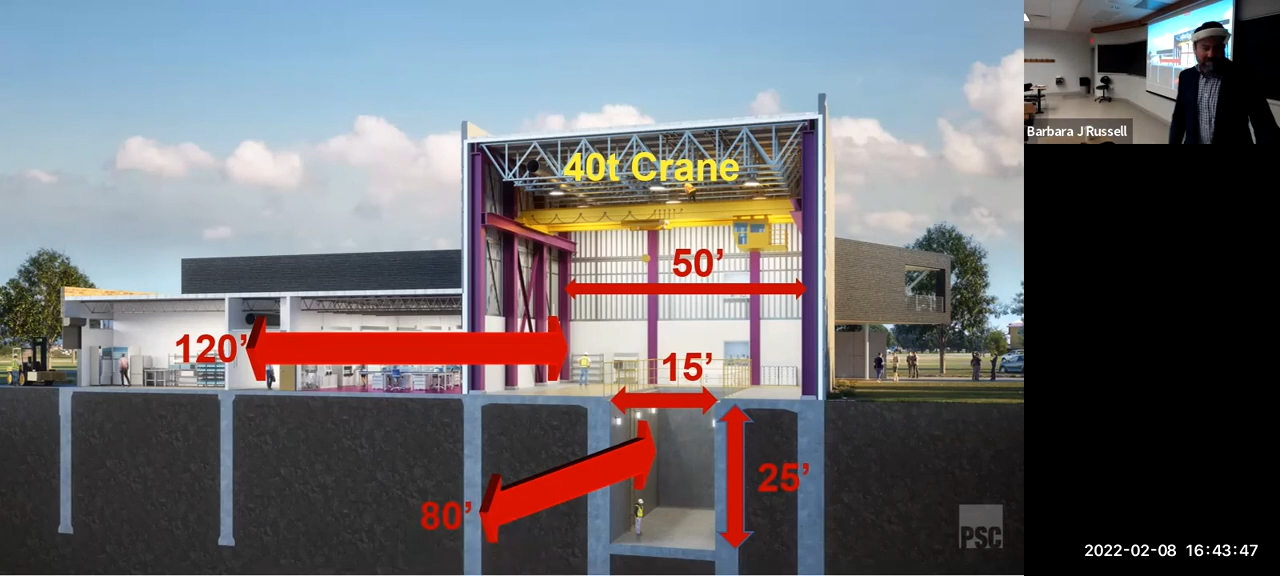 40t Crane
50’
120’
15’
80’
25’
PSC
Barbara J Russell
2022-02-08 16:43:47